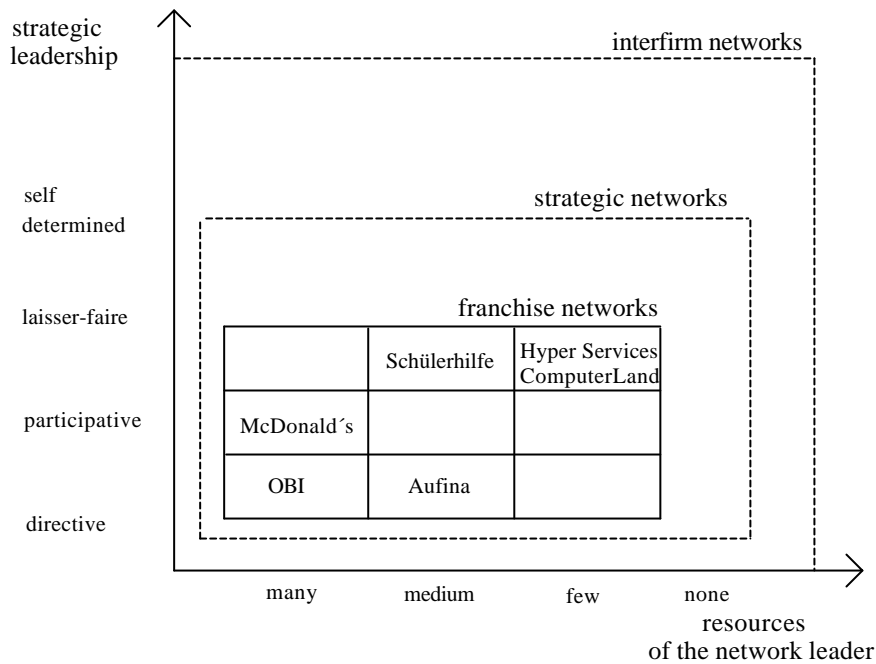 strategic
leadership
interfirm networks
self
determined
strategic networks
laisser-faire
franchise networks
Schülerhilfe
Hyper Services
ComputerLand
participative
McDonald´s
OBI
Aufina
directive
many
medium
few
none
resources
of the network leader